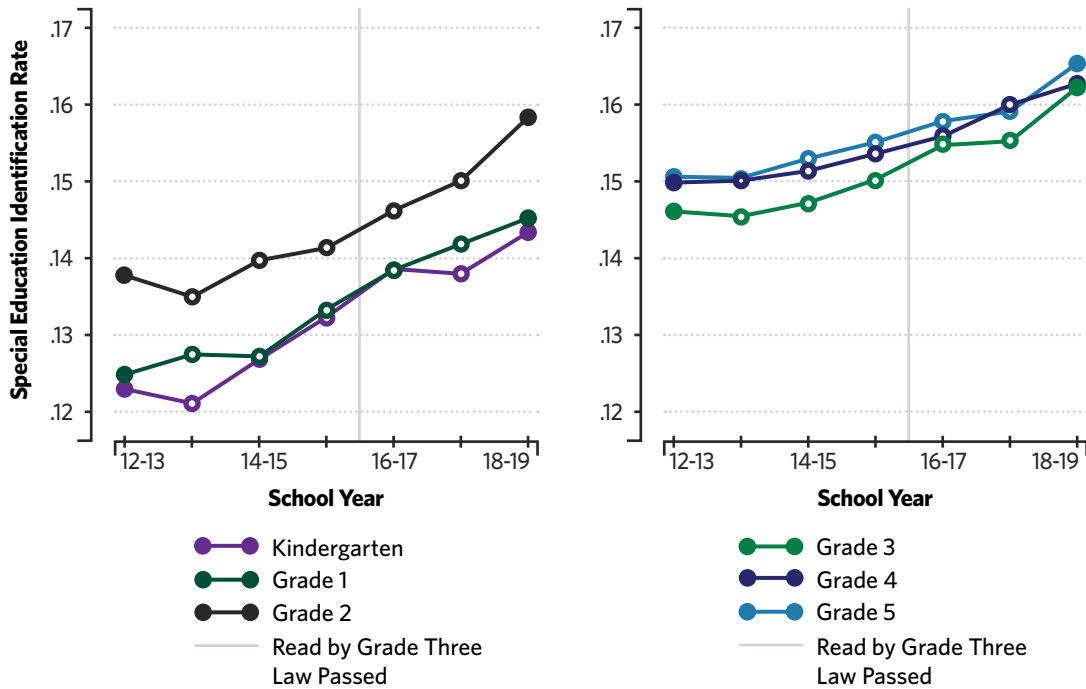 Special Education Identification Rate
.17
.16
.15
.14
.13
.12
12-13
14-15
16-17
18-19
School Year
Kindergarten
Grade 1
Grade 2
Read by Grade Three
Law Passed
.17
.16
.15
.14
.13
.12
12-13
14-15
16-17
18-19
School Year
Grade 3
Grade 4
Grade 5
Read by Grade Three
Law Passed